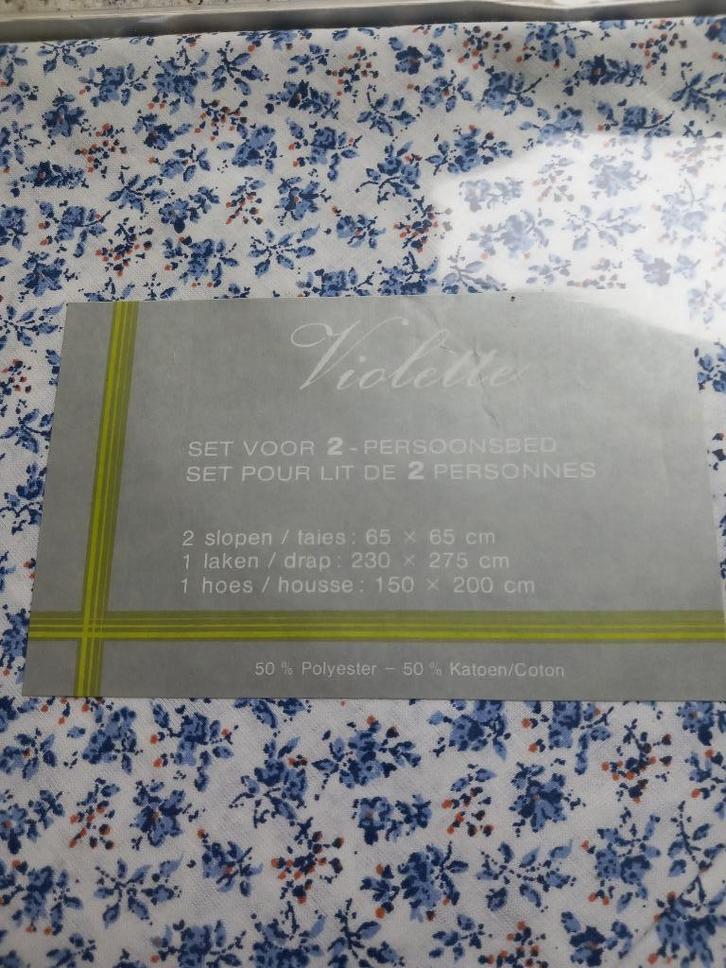 Violette
SET VOOR 2-PERSOONSBED
SET POUR LIT DE 2 PERSONNES
2 slopen / taies : 65 × 65 cm
1 laken / drap : 230 × 275 cm
1 hoes / housse : 150 × 200 cm
50 % Polyester – 50 % Katoen/Coton